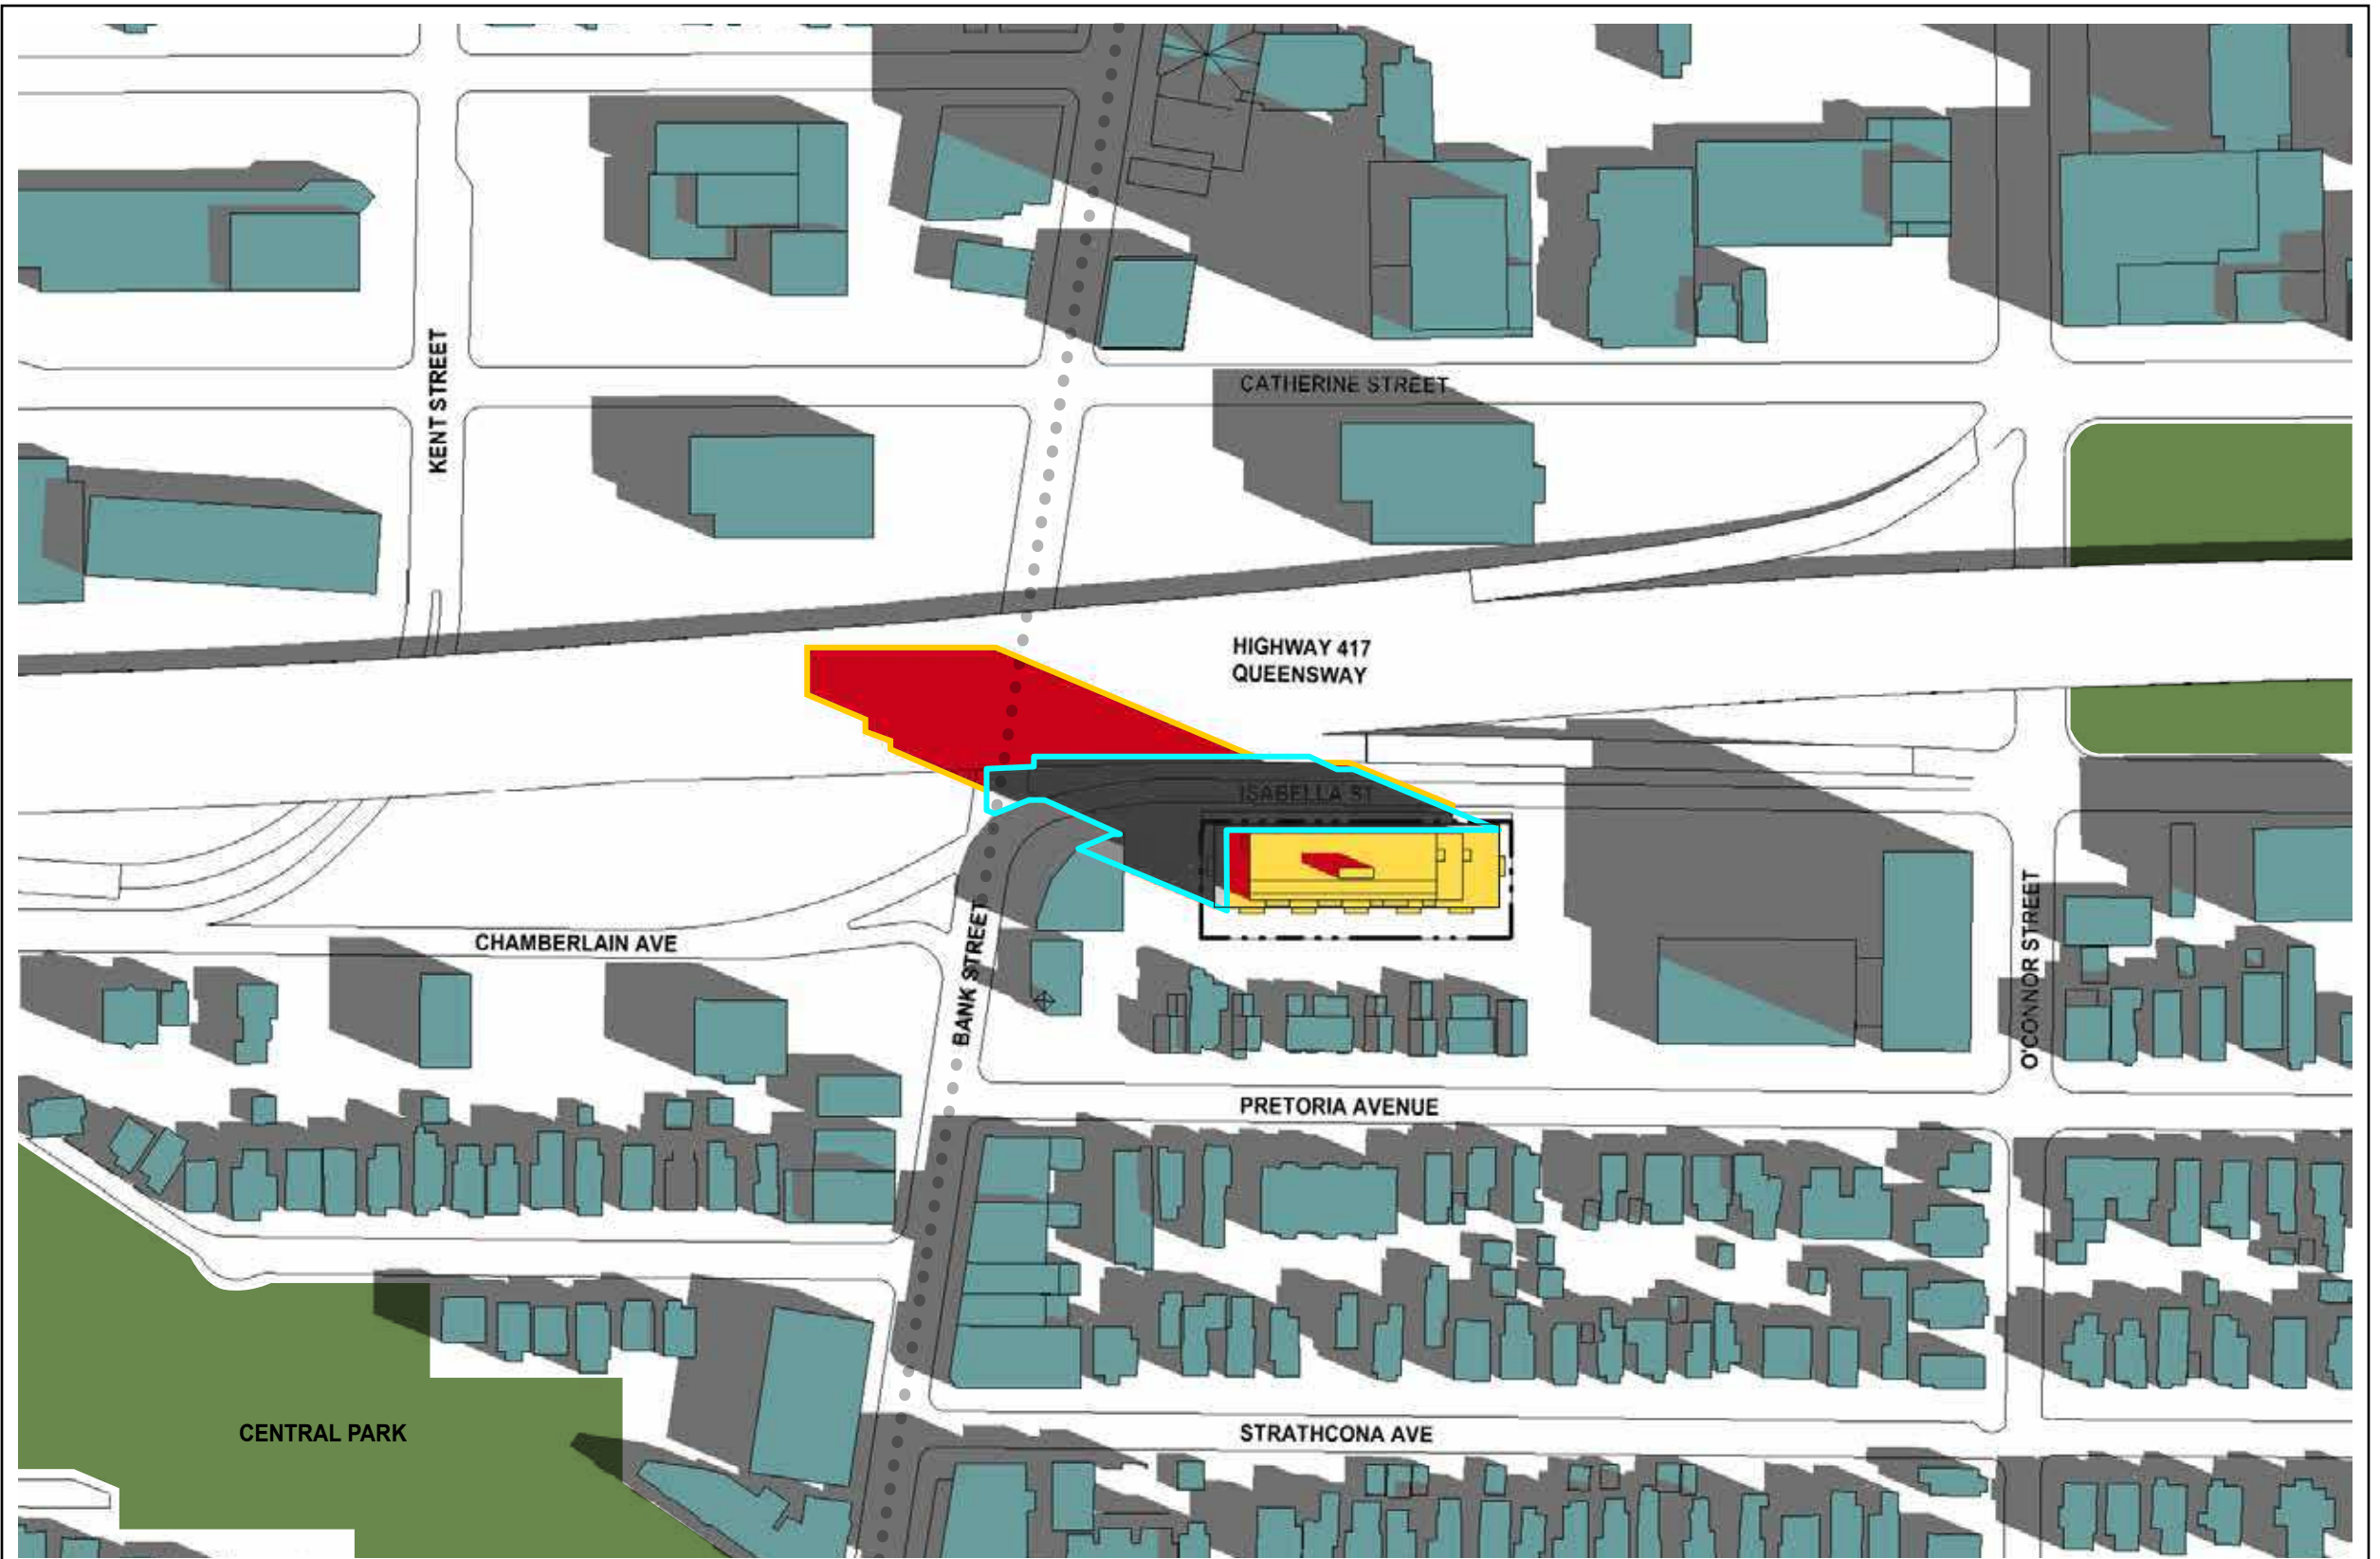 KENT STREET
CATHERINE STREET
HIGHWAY 417
QUEENSWAY
ISABELLA ST
CHAMBERLAIN AVE
BANK STREET
O'CONNOR STREET
PRETORIA AVENUE
CENTRAL PARK
STRATHCONA AVE